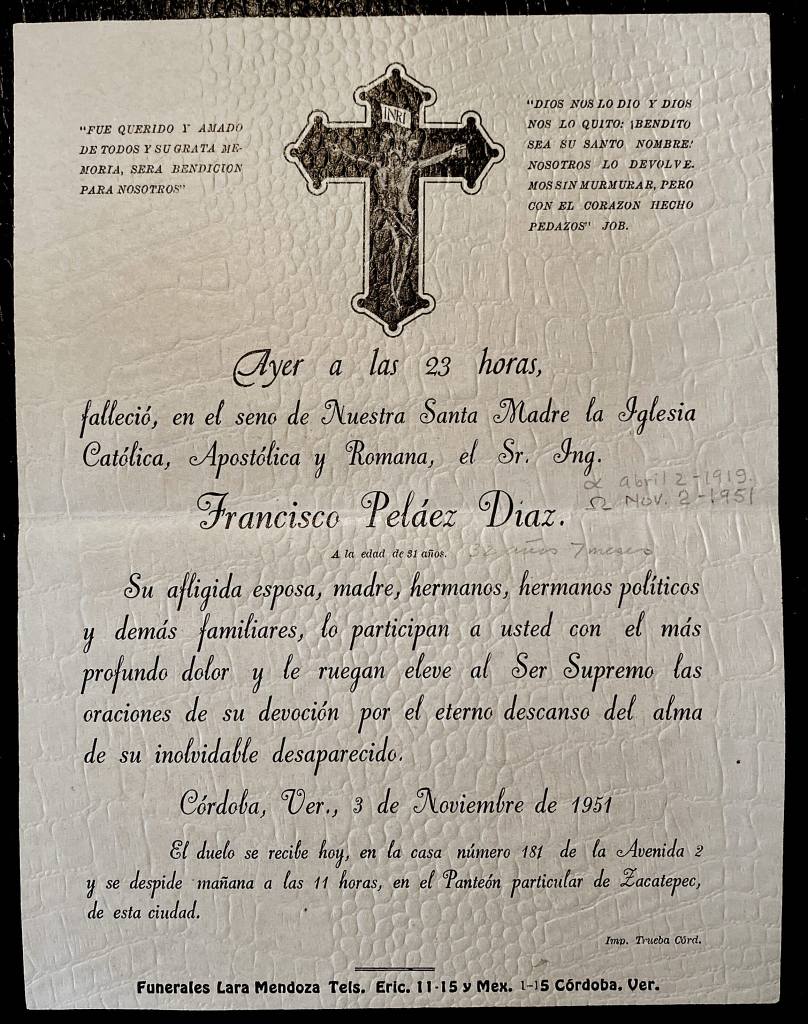 "FUE QUERIDO Y AMADO
DE TODOS Y SU GRATA ME-
MORIA, SERA BENDICION
PARA NOSOTROS"
INRI
"DIOS NOS LO DIO Y DIOS
NOS LO QUITO: ¡BENDITO
SEA SU SANTO NOMBRE!
NOSOTROS LO DEVOLVE.
MOS SIN MURMURAR, PERO
CON EL CORAZON HECHO
PEDAZOS" JOB.
Ayer a las 23 horas,
falleció, en el seno de Nuestra Santa Madre la Iglesia
Católica, Apostólica y Romana, el Sr. Ing.
α abril 2-1919.
Ω Nov. 2-1951
Francisco Peláez Díaz.
A la edad de 31 años. 32 años 7 meses
Su afligida esposa, madre, hermanos, hermanos políticos
y demás familiares, lo participan a usted con el más
profundo dolor y le ruegan eleve al Ser Supremo las
oraciones de su devoción por el eterno descanso del alma
de su inolvidable desaparecido.
Córdoba, Ver., 3 de Noviembre de 1951
El duelo se recibe hoy, en la casa número 181 de la Avenida 2
y se despide mañana a las 11 horas, en el Panteón particular de Zacatepec,
de esta ciudad.
Imp. Trueba Córd.
Funerales Lara Mendoza Tels. Eric. 11-15 y Mex. 1-15 Córdoba. Ver.